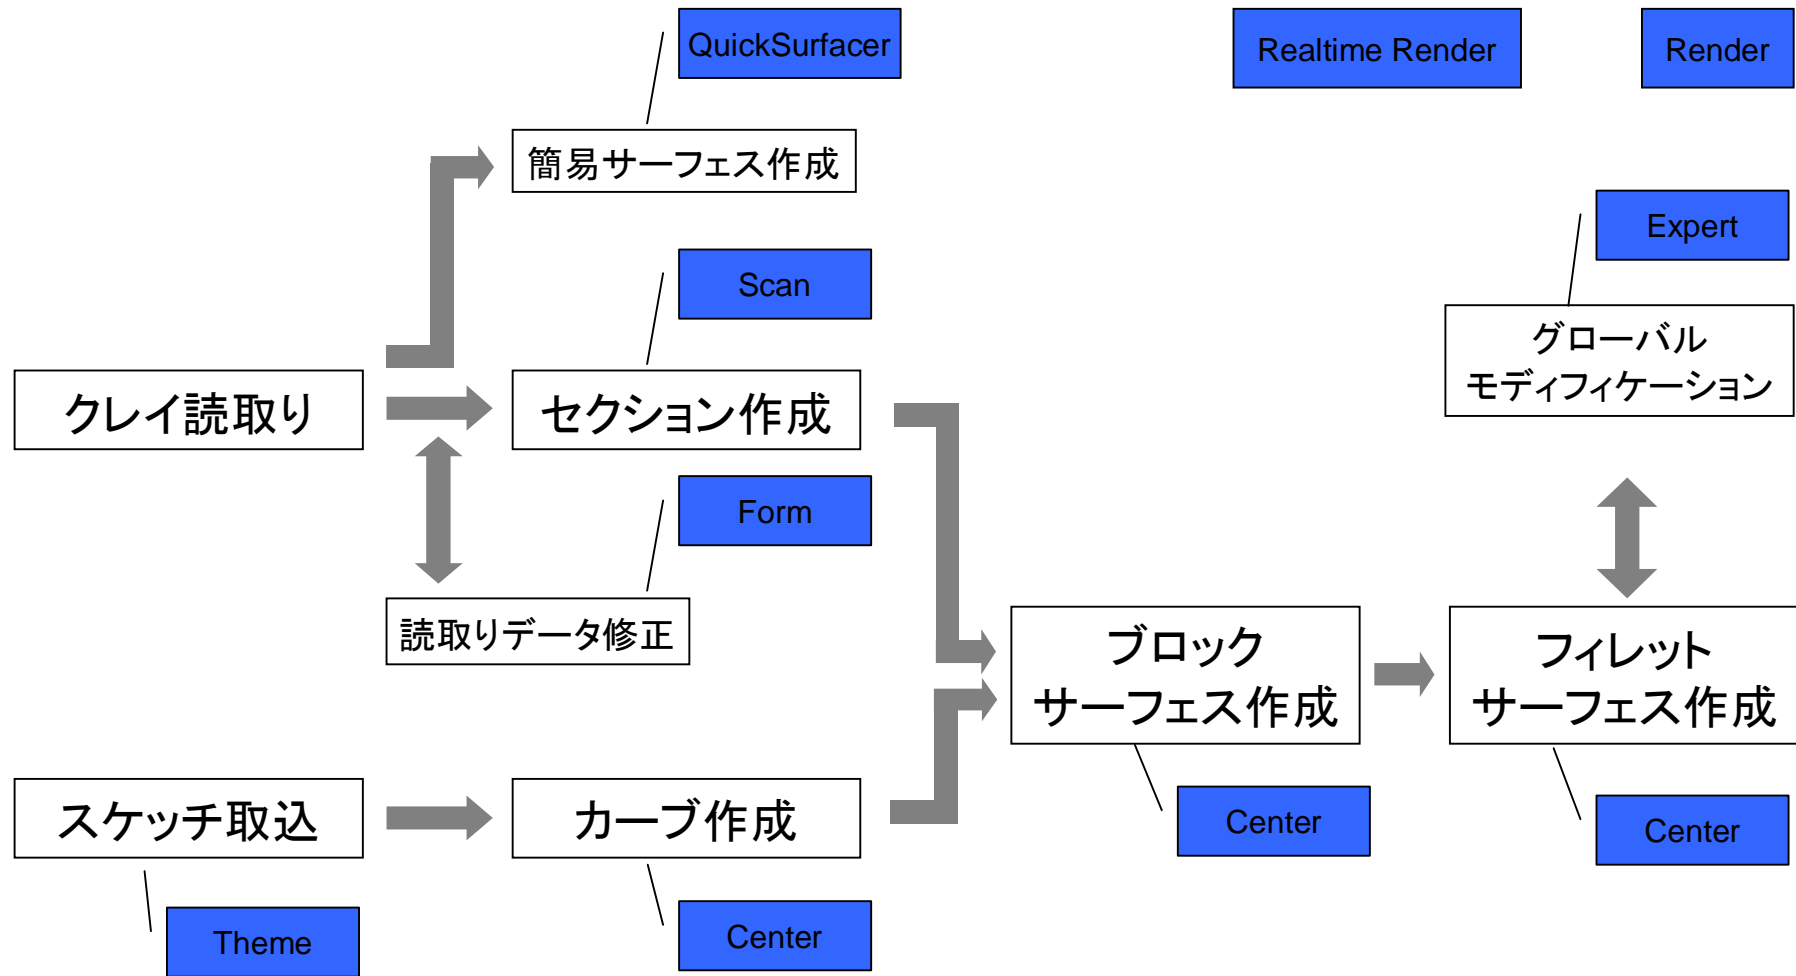 QuickSurfacer
Realtime Render
Render
簡易サーフェス作成
Expert
Scan
グローバル
モディフィケーション
クレイ読取り
セクション作成
Form
読取りデータ修正
ブロック
サーフェス作成
フィレット
サーフェス作成
スケッチ取込
カーブ作成
Center
Center
Theme
Center